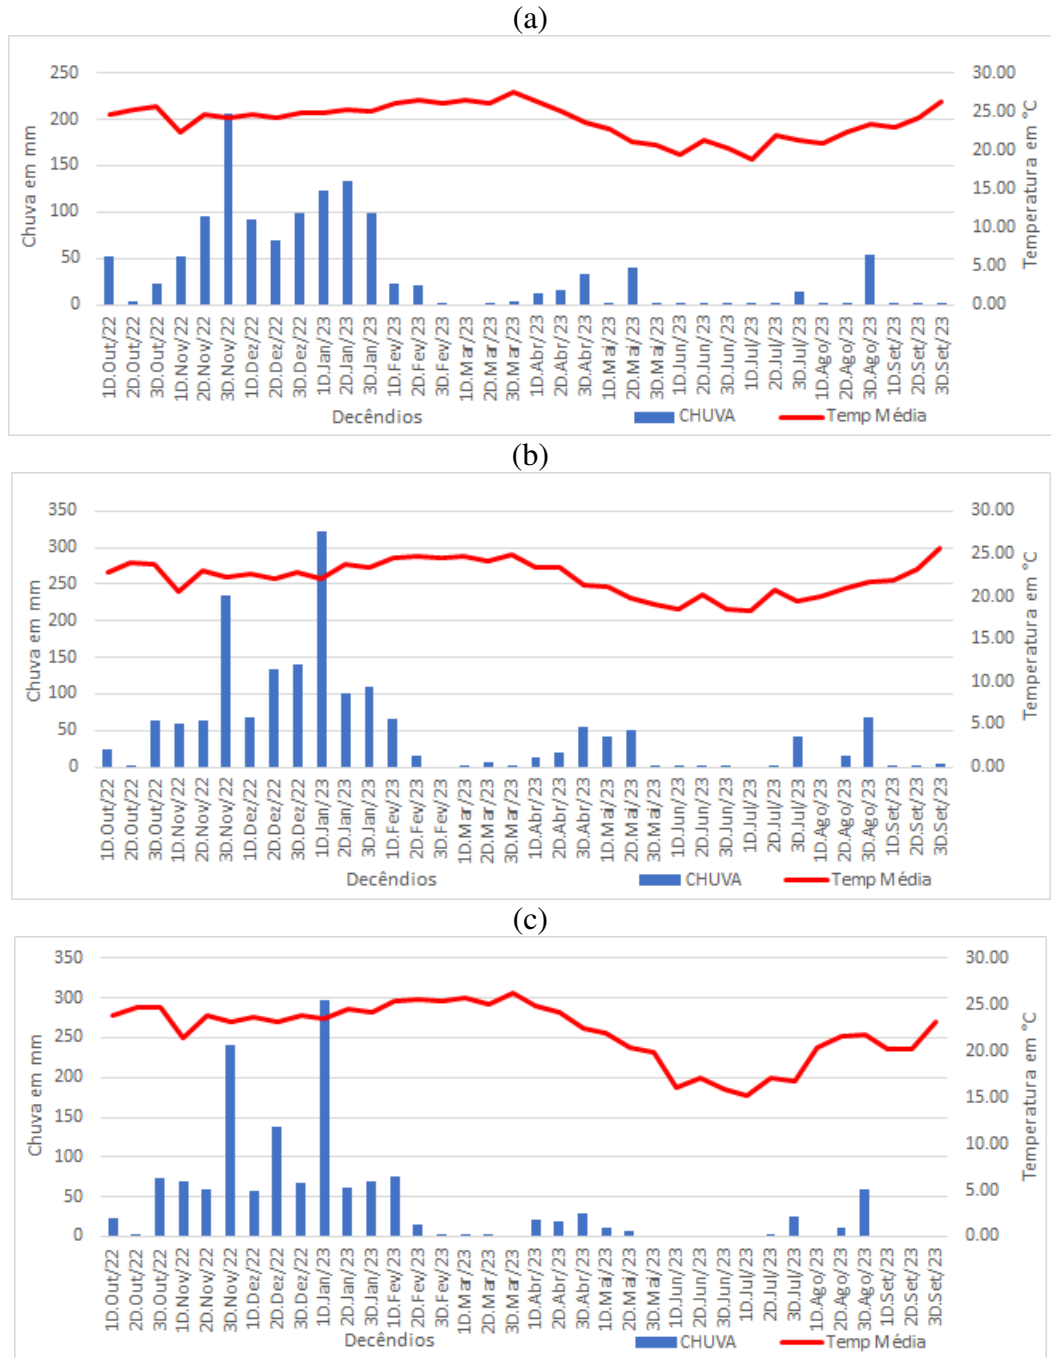 (a)
250
200
150
100
50
0
Chuva em mm
30.00
25.00
20.00
15.00
10.00
5.00
0.00
Temperatura em °C
1D.Out/22
2D.Out/22
3D.Out/22
1D.Nov/22
2D.Nov/22
3D.Nov/22
1D.Dez/22
2D.Dez/22
3D.Dez/22
1D.Jan/23
2D.Jan/23
3D.Jan/23
1D.Fev/23
2D.Fev/23
3D.Fev/23
1D.Mar/23
2D.Mar/23
3D.Mar/23
1D.Abr/23
2D.Abr/23
3D.Abr/23
1D.Mai/23
2D.Mai/23
3D.Mai/23
1D.Jun/23
2D.Jun/23
3D.Jun/23
1D.Jul/23
2D.Jul/23
3D.Jul/23
1D.Ago/23
2D.Ago/23
3D.Ago/23
1D.Set/23
2D.Set/23
3D.Set/23
Decêndios
CHUVA
Temp Média
(b)
350
300
250
200
150
100
50
0
Chuva em mm
30.00
25.00
20.00
15.00
10.00
5.00
0.00
Temperatura em °C
1D.Out/22
2D.Out/22
3D.Out/22
1D.Nov/22
2D.Nov/22
3D.Nov/22
1D.Dez/22
2D.Dez/22
3D.Dez/22
1D.Jan/23
2D.Jan/23
3D.Jan/23
1D.Fev/23
2D.Fev/23
3D.Fev/23
1D.Mar/23
2D.Mar/23
3D.Mar/23
1D.Abr/23
2D.Abr/23
3D.Abr/23
1D.Mai/23
2D.Mai/23
3D.Mai/23
1D.Jun/23
2D.Jun/23
3D.Jun/23
1D.Jul/23
2D.Jul/23
3D.Jul/23
1D.Ago/23
2D.Ago/23
3D.Ago/23
1D.Set/23
2D.Set/23
3D.Set/23
Decêndios
CHUVA
Temp Média
(c)
350
300
250
200
150
100
50
0
Chuva em mm
30.00
25.00
20.00
15.00
10.00
5.00
0.00
Temperatura em °C
1D.Out/22
2D.Out/22
3D.Out/22
1D.Nov/22
2D.Nov/22
3D.Nov/22
1D.Dez/22
2D.Dez/22
3D.Dez/22
1D.Jan/23
2D.Jan/23
3D.Jan/23
1D.Fev/23
2D.Fev/23
3D.Fev/23
1D.Mar/23
2D.Mar/23
3D.Mar/23
1D.Abr/23
2D.Abr/23
3D.Abr/23
1D.Mai/23
2D.Mai/23
3D.Mai/23
1D.Jun/23
2D.Jun/23
3D.Jun/23
1D.Jul/23
2D.Jul/23
3D.Jul/23
1D.Ago/23
2D.Ago/23
3D.Ago/23
1D.Set/23
2D.Set/23
3D.Set/23
Decêndios
CHUVA
Temp Média